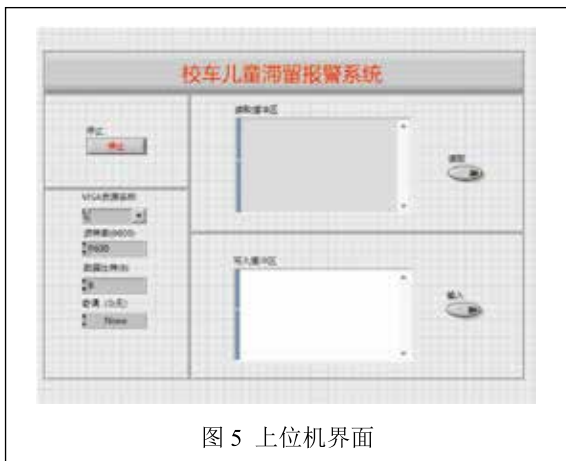 校车儿童滞留报警系统
停止
停止
VISA资源名称
波特率(9600)
9600
数据比特(8)
8
奇偶 (0:无)
None
读取缓冲区
读取
写入缓冲区
输入
图 5 上位机界面